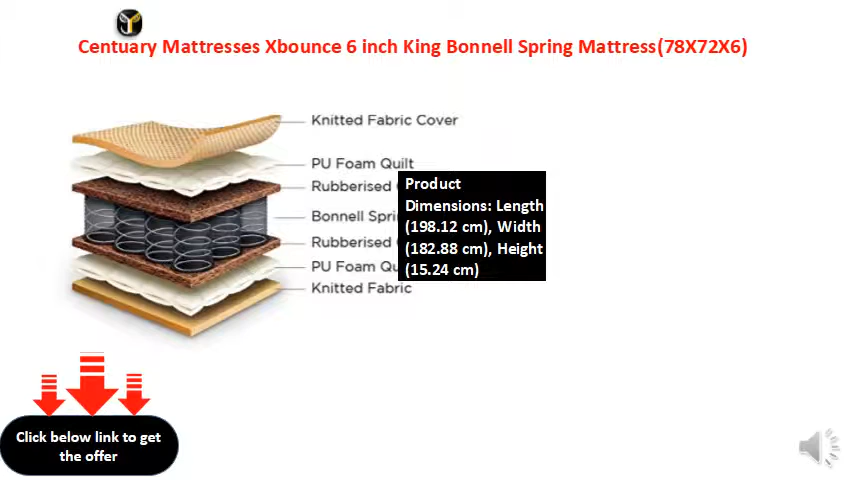 Centuary Mattresses Xbounce 6 inch King Bonnell Spring Mattress(78X72X6)
Knitted Fabric Cover
PU Foam Quilt
Rubberised
Product
Dimensions: Length
(198.12 cm), Width
(182.88 cm), Height
(15.24 cm)
Bonnell
Rubberised
PU Foam
Knitted Fabric
Click below link to get
the offer